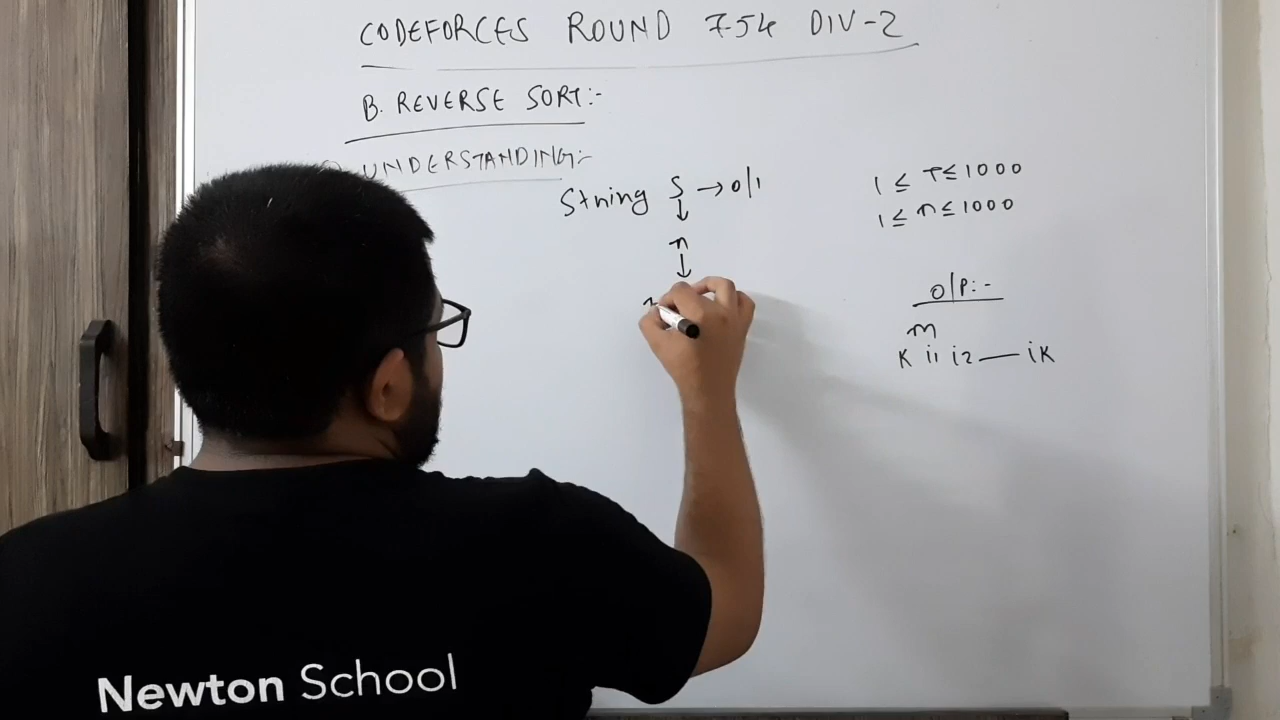 CODEFORCES ROUND 754 DIV-2
B. REVERSE SORT:-
UNDERSTANDING:-
String S → 0/1
↓
n
↓
1 ≤ T ≤ 1000
1 ≤ n ≤ 1000
O/P:-
m
K i1 i2 — iK
Newton School